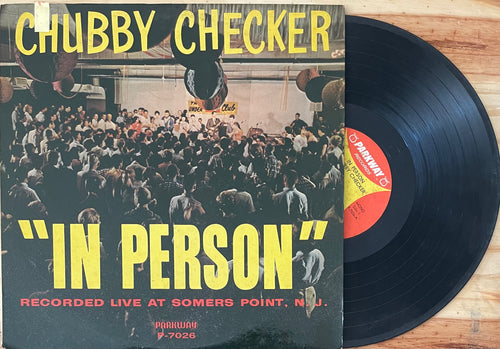 CHUBBY CHECKER
"IN PERSON"
RECORDED LIVE AT SOMERS POINT, N.J.
PARKWAY
P-7026
PARKWAY